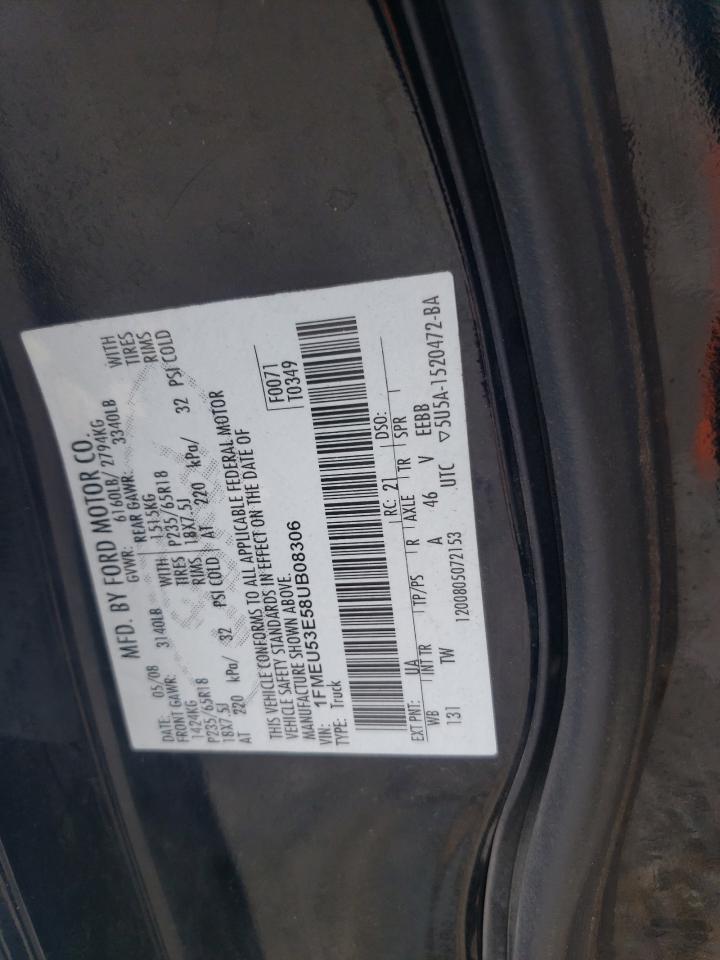 MFD. BY FORD MOTOR CO.
DATE: 05/08 GVWR: 6160LB/ 2794KG
FRONT GAWR: 3140LB REAR GAWR: 3340LB
1424KG WITH 1515KG WITH
P235/65R18 TIRES P235/65R18 TIRES
18X7.5J RIMS 18X7.5J RIMS
AT 220 kPa/ 32 PSI COLD AT 220 kPa/ 32 PSI COLD
THIS VEHICLE CONFORMS TO ALL APPLICABLE FEDERAL MOTOR
VEHICLE SAFETY STANDARDS IN EFFECT ON THE DATE OF
MANUFACTURE SHOWN ABOVE.
VIN: 1FMEU53E58UB08306
TYPE: Truck
F0071
T0349
EXT PNT: UA RC: 21 DSO:
WB INT TR TP/PS R AXLE TR SPR
131 TW A 46 V EEBB
1200805072153 UTC ▽5U5A-1520472-BA